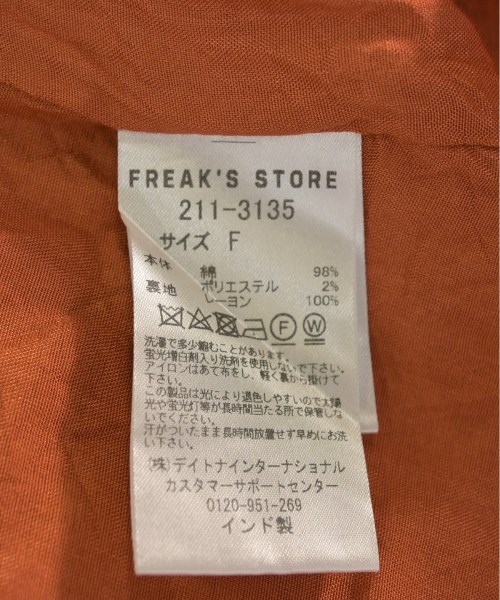 FREAK'S STORE
211-3135
サイズ F
本体 綿 98%
ポリエステル 2%
裏地 レーヨン 100%
F W
洗濯で多少縮むことがあります。
蛍光増白剤入り洗剤を使用しないで下さい。
アイロンはあて布をし、軽く裏から掛けて
下さい。
この製品は光により退色しやすいので太陽
光や蛍光灯等が長時間当たる所で保管しな
いでください。
汗がついたまま長時間放置せず早めにお洗
い下さい。
(株)デイトナインターナショナル
カスタマーサポートセンター
0120-951-269
インド製